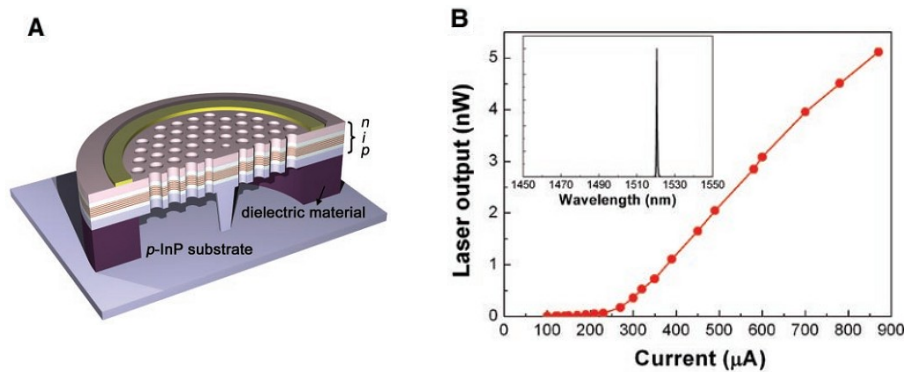 A
n
i
p
dielectric material
p-InP substrate
B
Laser output (nW)
5
4
3
2
1
0
0 100 200 300 400 500 600 700 800 900
Current (μA)
1450 1470 1490 1510 1530 1550
Wavelength (nm)